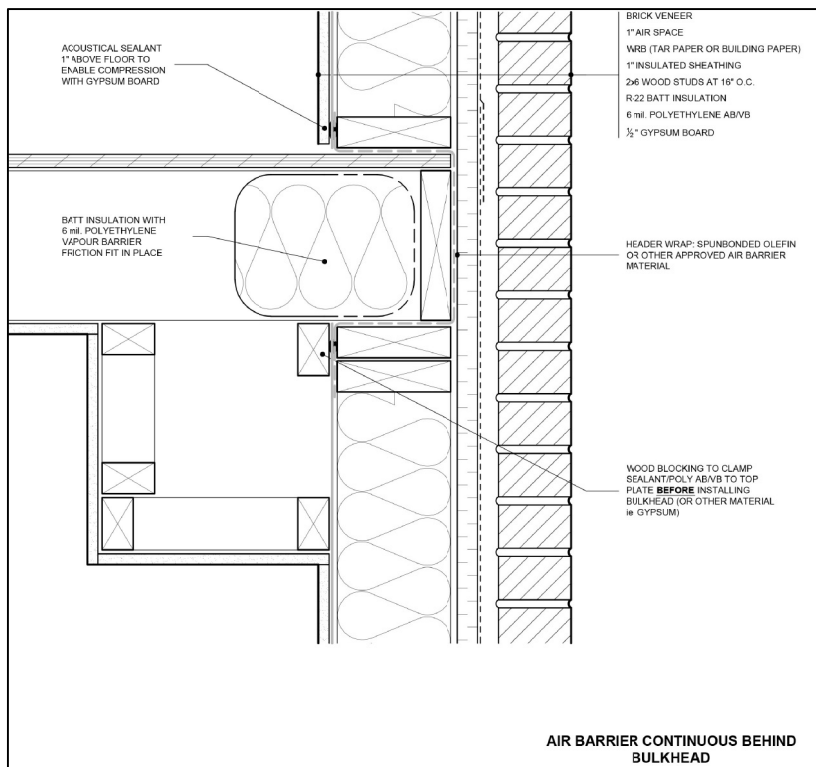 ACOUSTICAL SEALANT
1" ABOVE FLOOR TO
ENABLE COMPRESSION
WITH GYPSUM BOARD
BRICK VENEER
1" AIR SPACE
WRB (TAR PAPER OR BUILDING PAPER)
1" INSULATED SHEATHING
2x6 WOOD STUDS AT 16" O.C.
R-22 BATT INSULATION
6 mil. POLYETHYLENE AB/VB
½" GYPSUM BOARD
BATT INSULATION WITH
6 mil. POLYETHYLENE
VAPOUR BARRIER
FRICTION FIT IN PLACE
HEADER WRAP: SPUNBONDED OLEFIN
OR OTHER APPROVED AIR BARRIER
MATERIAL
WOOD BLOCKING TO CLAMP
SEALANT/POLY AB/VB TO TOP
PLATE BEFORE INSTALLING
BULKHEAD (OR OTHER MATERIAL
ie GYPSUM)
AIR BARRIER CONTINUOUS BEHIND
BULKHEAD